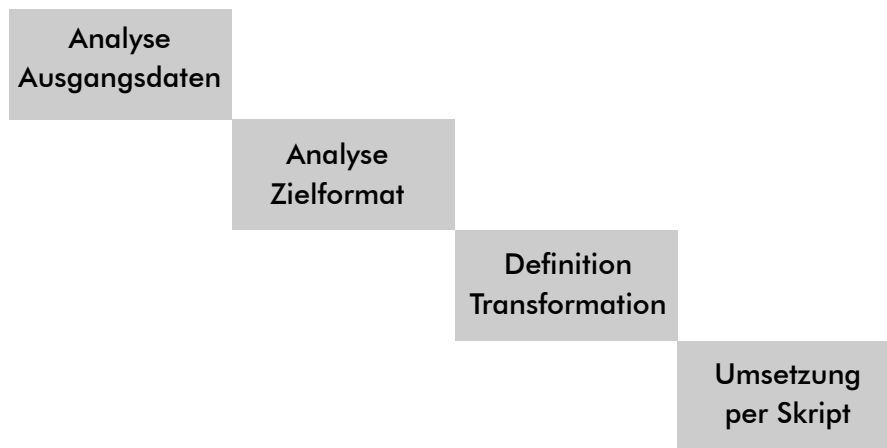 Analyse
Ausgangsdaten
Analyse
Zielformat
Definition
Transformation
Umsetzung
per Skript